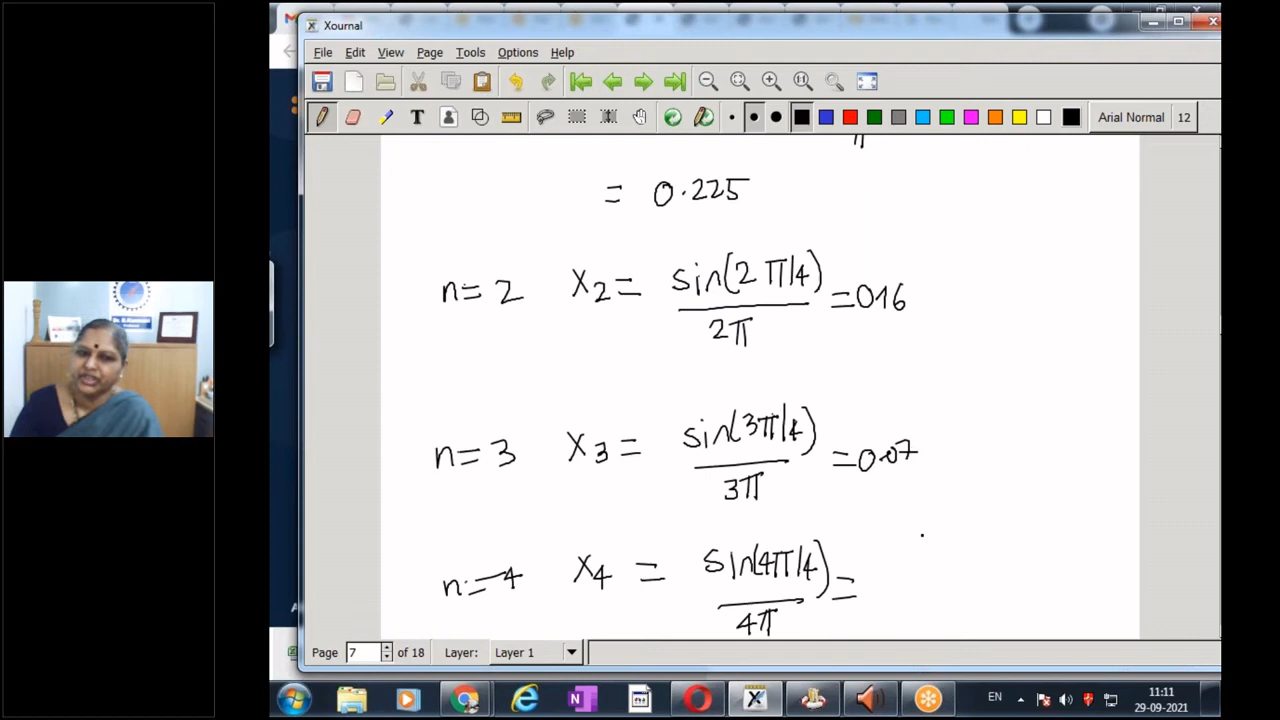 Xournal
File Edit View Page Tools Options Help
Arial Normal 12
π
= 0.225
n=2 X2= sin(2π/4) =016
2π
n=3 X3= sin(3π/4) =0.07
3π
n=4 X4 = sin(4π/4) =
4π
Page 7 of 18 Layer: Layer 1
EN 11:11
29-09-2021